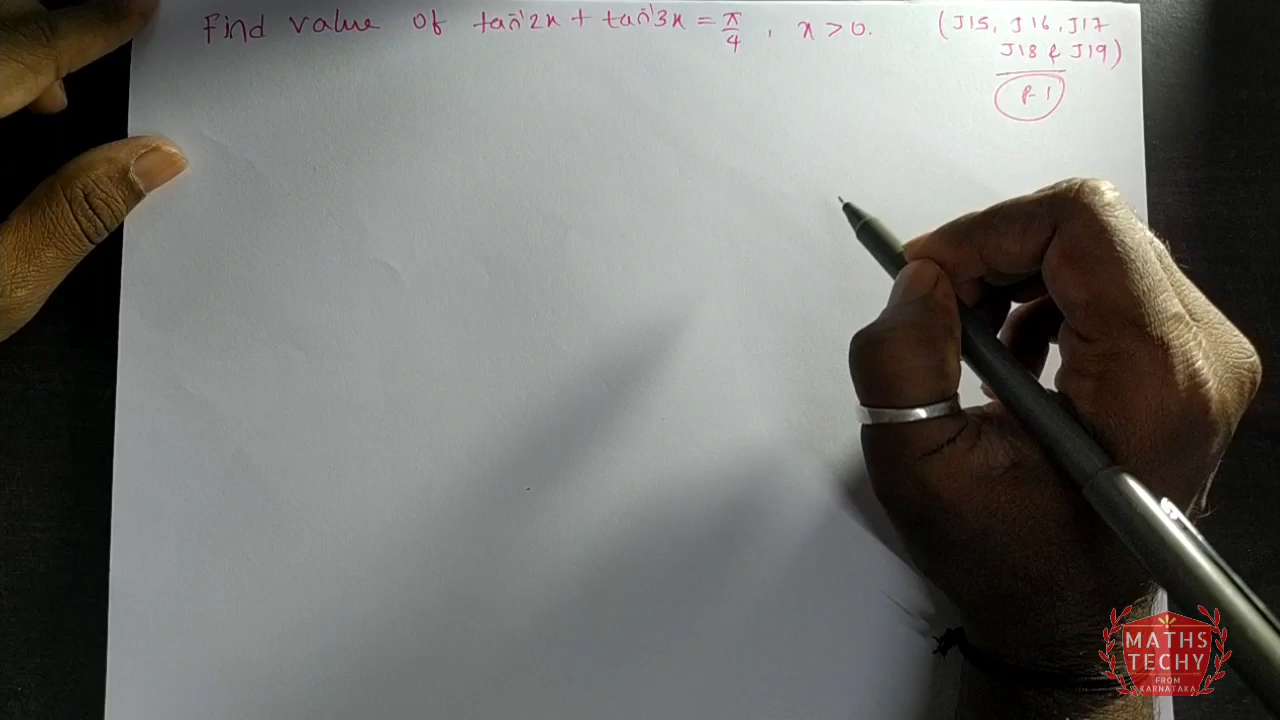 Find value of tan⁻¹2x + tan⁻¹3x = π/4 , x > 0.
(J15, J16, J17
J18 & J19)
P-1
MATHS
TECHY
FROM
KARNATAKA